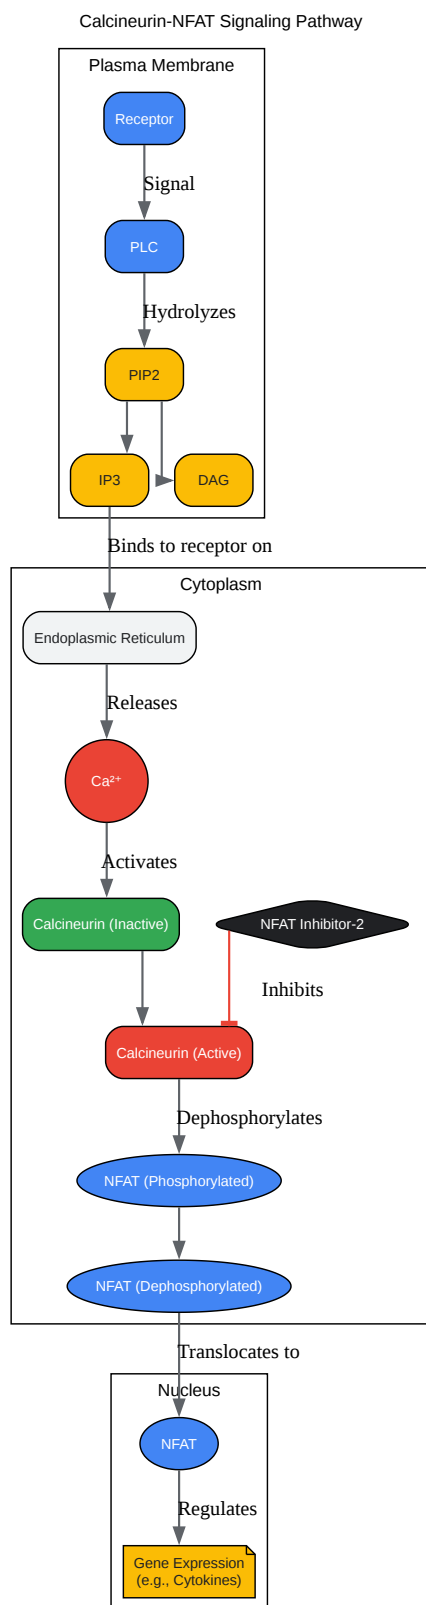 Calcineurin-NFAT Signaling Pathway
Plasma Membrane
Receptor
Signal
PLC
Hydrolyzes
PIP2
IP3
DAG
Binds to receptor on
Cytoplasm
Endoplasmic Reticulum
Releases
Ca²⁺
Activates
Calcineurin (Inactive)
NFAT Inhibitor-2
Inhibits
Calcineurin (Active)
Dephosphorylates
NFAT (Phosphorylated)
NFAT (Dephosphorylated)
Translocates to
Nucleus
NFAT
Regulates
Gene Expression
(e.g., Cytokines)